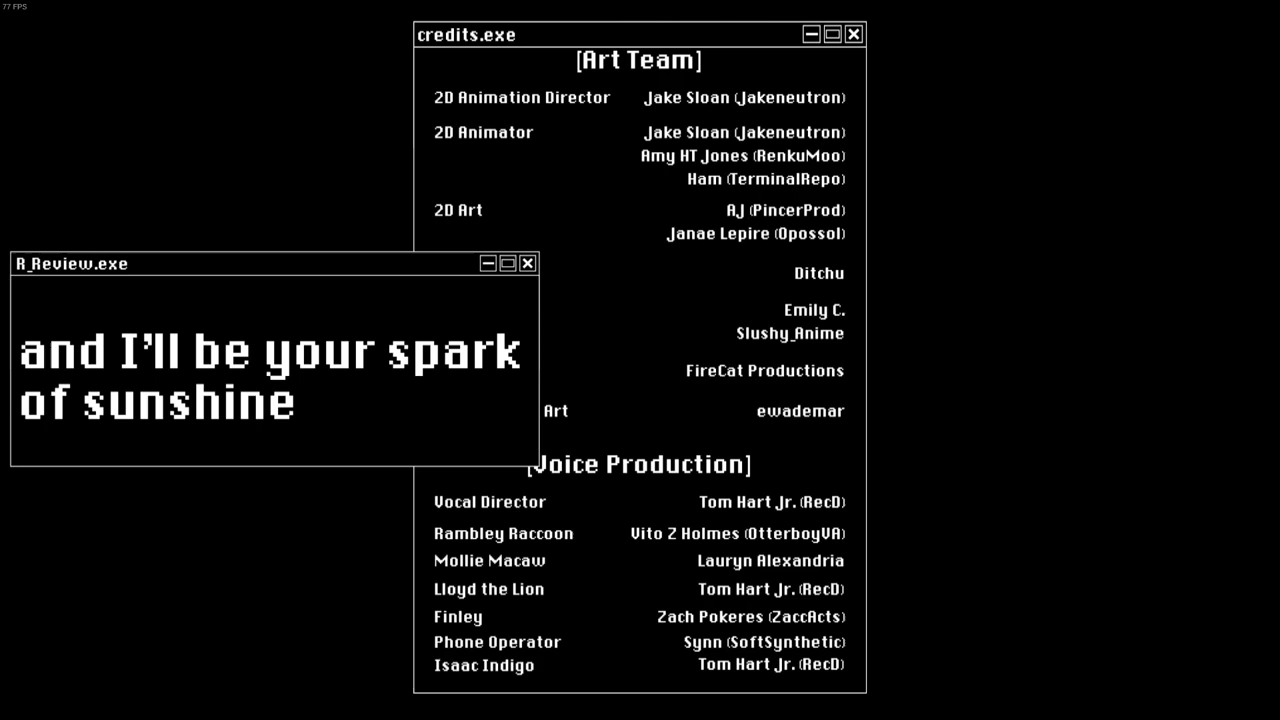 77 FPS
credits.exe
[Art Team]
2D Animation Director Jake Sloan (Jakeneutron)
2D Animator Jake Sloan (Jakeneutron)
Amy HT Jones (RenkuMoo)
Ham (TerminalRepo)
2D Art AJ (PincerProd)
Janae Lepire (Opossol)
Ditchu
Emily C.
Slushy_Anime
FireCat Productions
Art ewademar
R_Review.exe
and I'll be your spark
of sunshine
[Voice Production]
Vocal Director Tom Hart Jr. (RecD)
Rambley Raccoon Vito Z Holmes (OtterboyVA)
Mollie Macaw Lauryn Alexandria
Lloyd the Lion Tom Hart Jr. (RecD)
Finley Zach Pokeres (ZaccActs)
Phone Operator Synn (SoftSynthetic)
Isaac Indigo Tom Hart Jr. (RecD)